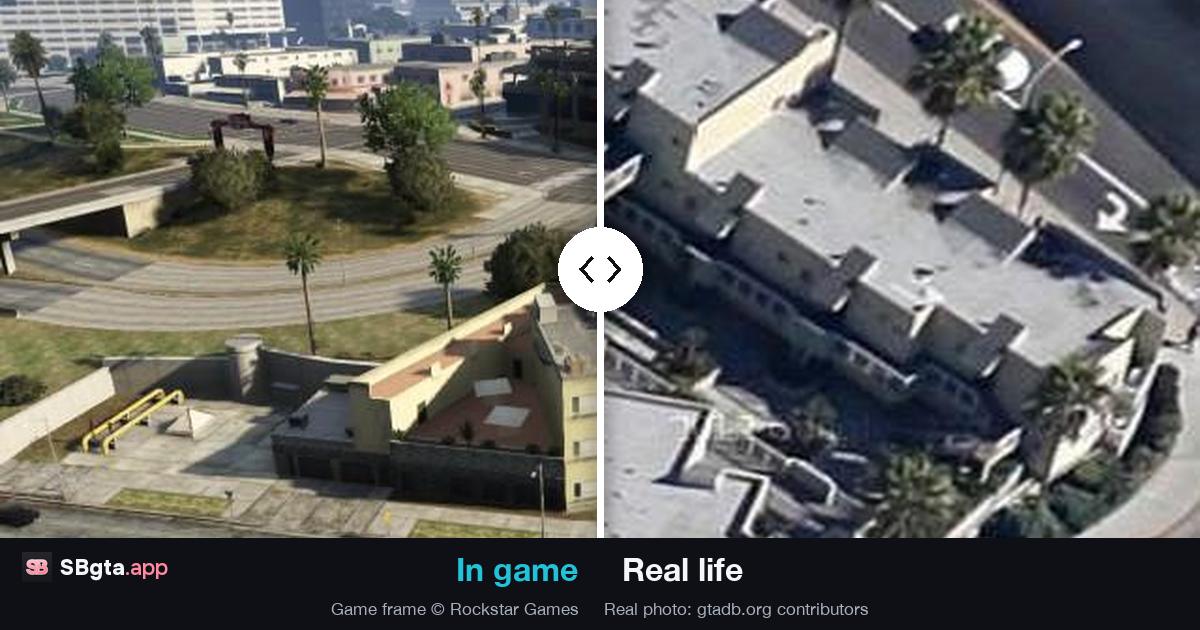 SB SBgta.app
In game
Real life
Game frame © Rockstar Games
Real photo: gtadb.org contributors